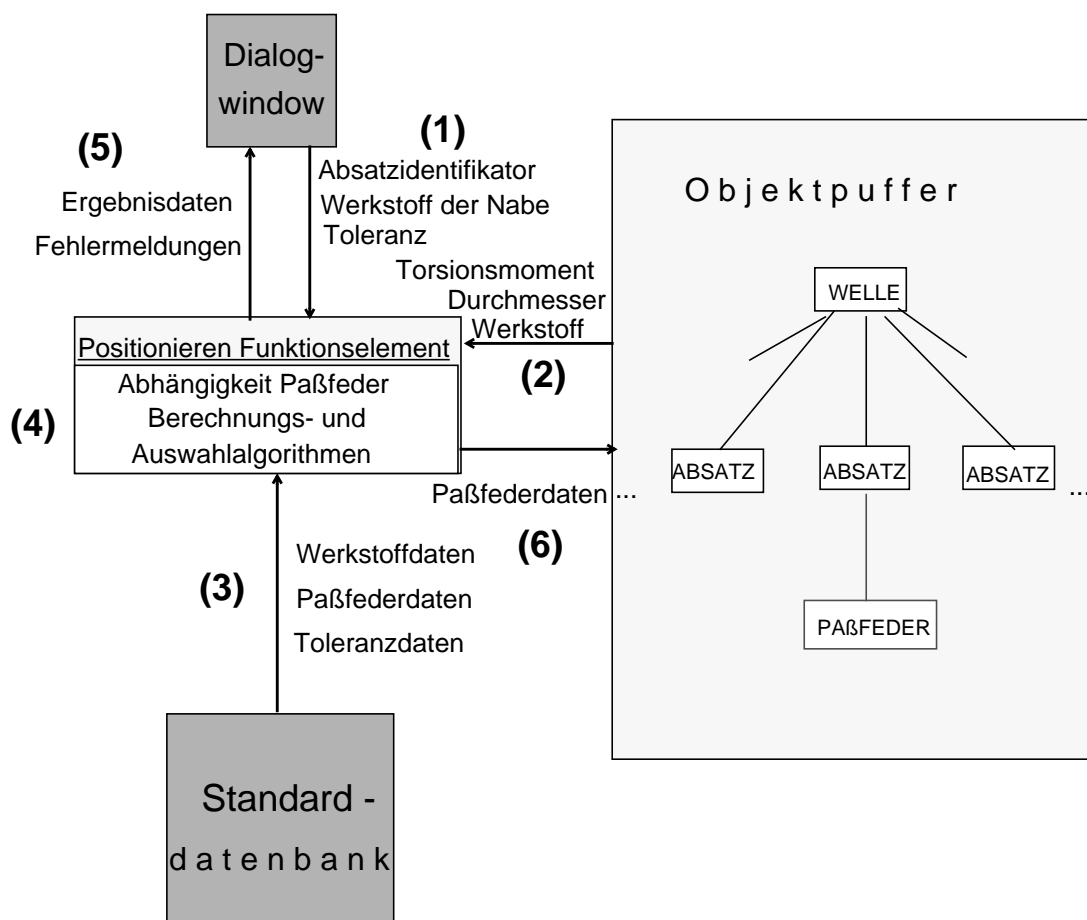 Dialog-
window
(1)
(5)
Absatzidentifikator
Werkstoff der Nabe
Toleranz
Ergebnisdaten
Fehlermeldungen
Torsionsmoment
Durchmesser
Werkstoff
(2)
Objektpuffer
WELLE
ABSATZ
ABSATZ
ABSATZ
...
...
PAßFEDER
Positionieren Funktionselement
Abhängigkeit Paßfeder
Berechnungs- und
Auswahlalgorithmen
(4)
Paßfederdaten
(6)
(3)
Werkstoffdaten
Paßfederdaten
Toleranzdaten
Standard -
datenbank